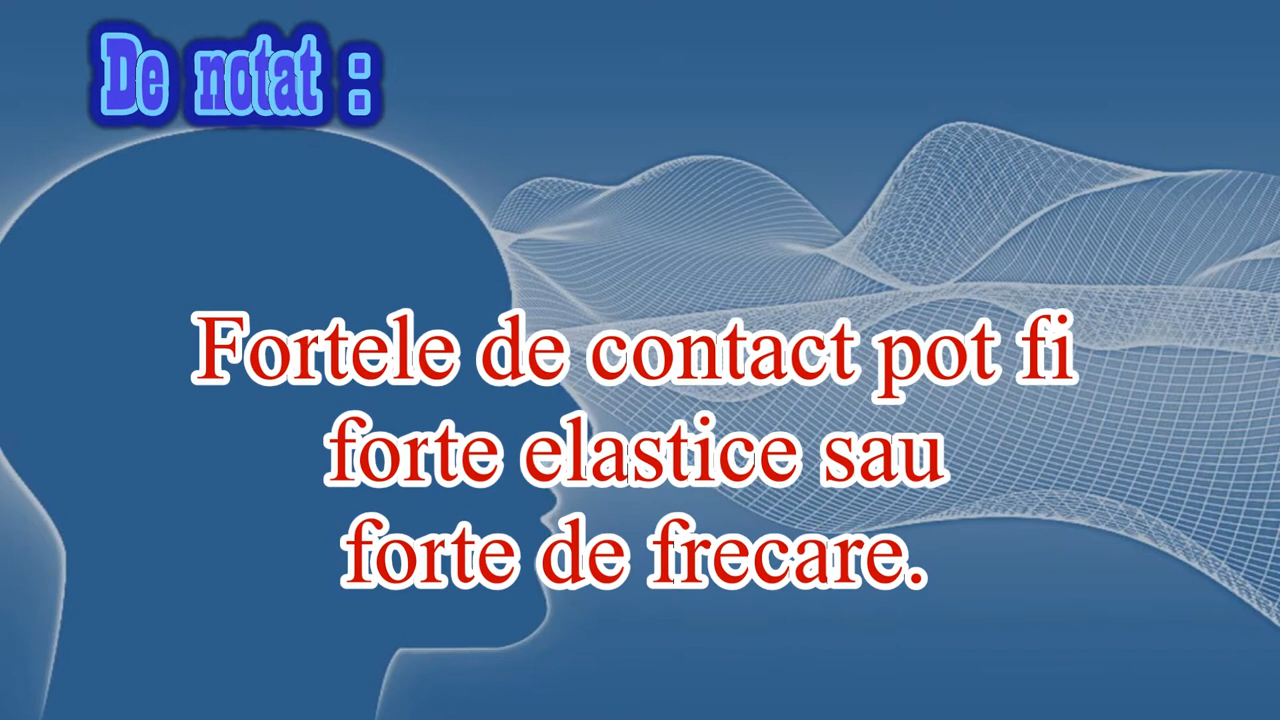 De notat :
Fortele de contact pot fi
forte elastice sau
forte de frecare.